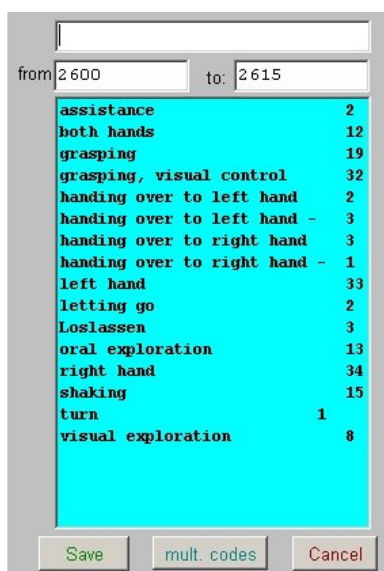 from 2600 to: 2615
assistance 2
both hands 12
grasping 19
grasping, visual control 32
handing over to left hand 2
handing over to left hand - 3
handing over to right hand 3
handing over to right hand - 1
left hand 33
letting go 2
Loslassen 3
oral exploration 13
right hand 34
shaking 15
turn 1
visual exploration 8
Save mult. codes Cancel